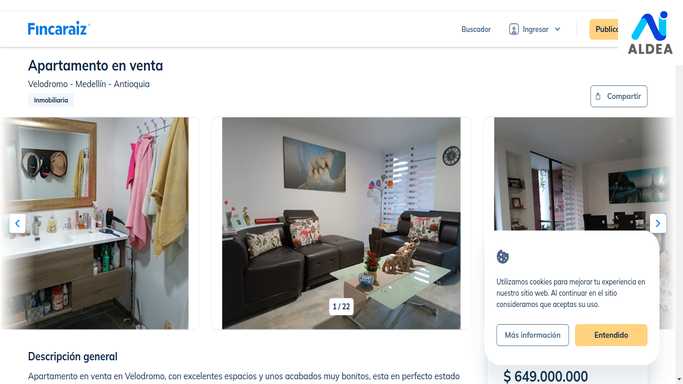 Fincaraiz
Buscador
Ingresar
Public
ALDEA
Apartamento en venta
Velodromo - Medellín - Antioquia
Inmobiliaria
Compartir
1 / 22
Utilizamos cookies para mejorar tu experiencia en
nuestro sitio web. Al continuar en el sitio
consideramos que aceptas su uso.
Más información
Entendido
Descripción general
Apartamento en venta en Velodromo, con excelentes espacios y unos acabados muy bonitos, esta en perfecto estado
$ 649.000.000